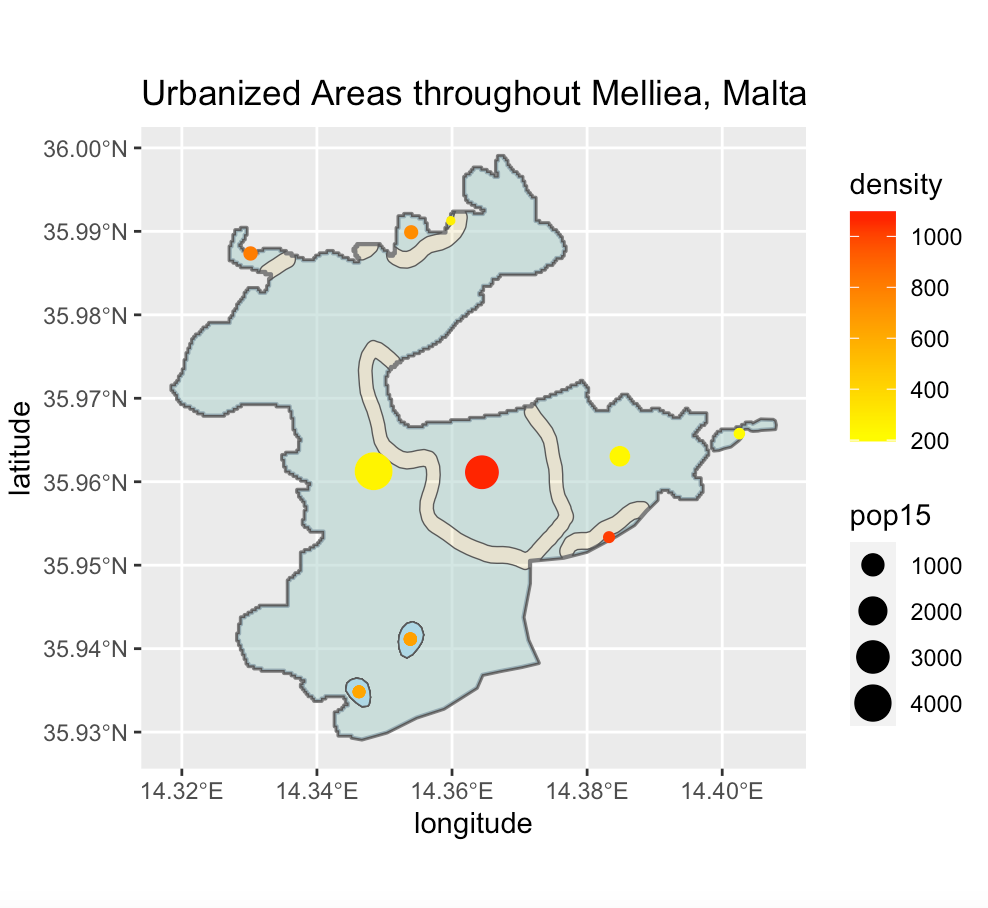 Urbanized Areas throughout Melliea, Malta
36.00°N
35.99°N
35.98°N
35.97°N
35.96°N
35.95°N
35.94°N
35.93°N
latitude
14.32°E 14.34°E 14.36°E 14.38°E 14.40°E
longitude
density
1000
800
600
400
200
pop15
1000
2000
3000
4000